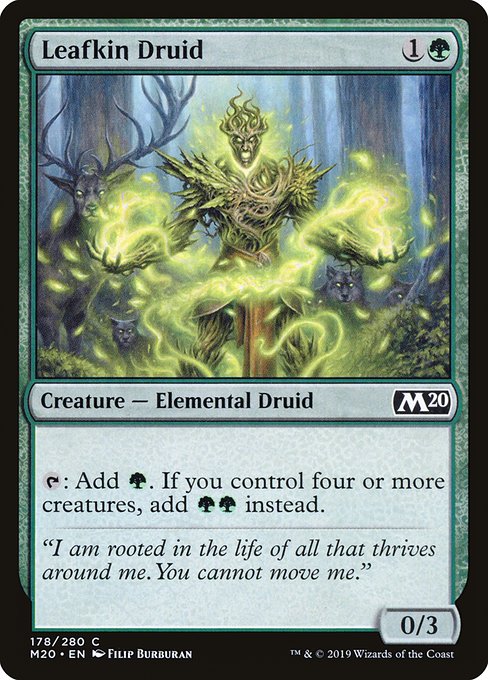 Leafkin Druid 1
Creature — Elemental Druid M20
: Add . If you control four or more
creatures, add instead.
“I am rooted in the life of all that thrives
around me. You cannot move me.”
0/3
178/280 C
M20 • EN Filip Burburan ™ & © 2019 Wizards of the Coast